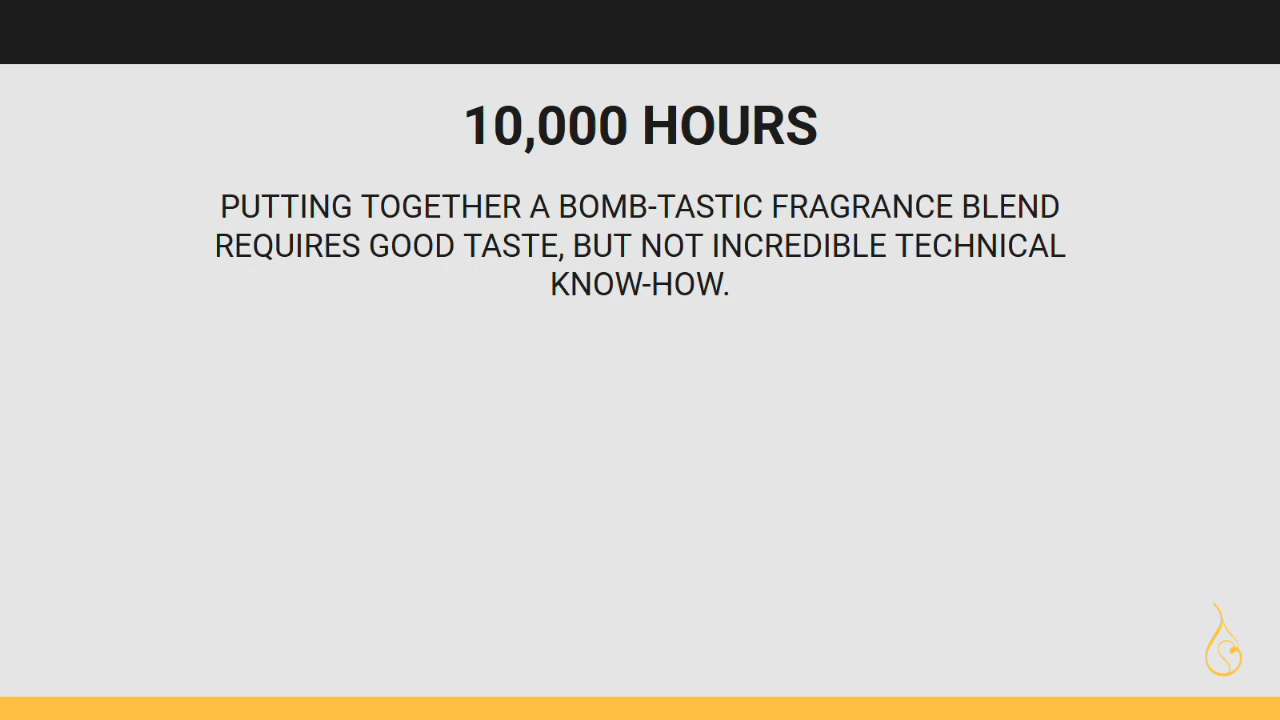 10,000 HOURS
PUTTING TOGETHER A BOMB-TASTIC FRAGRANCE BLEND
REQUIRES GOOD TASTE, BUT NOT INCREDIBLE TECHNICAL
KNOW-HOW.